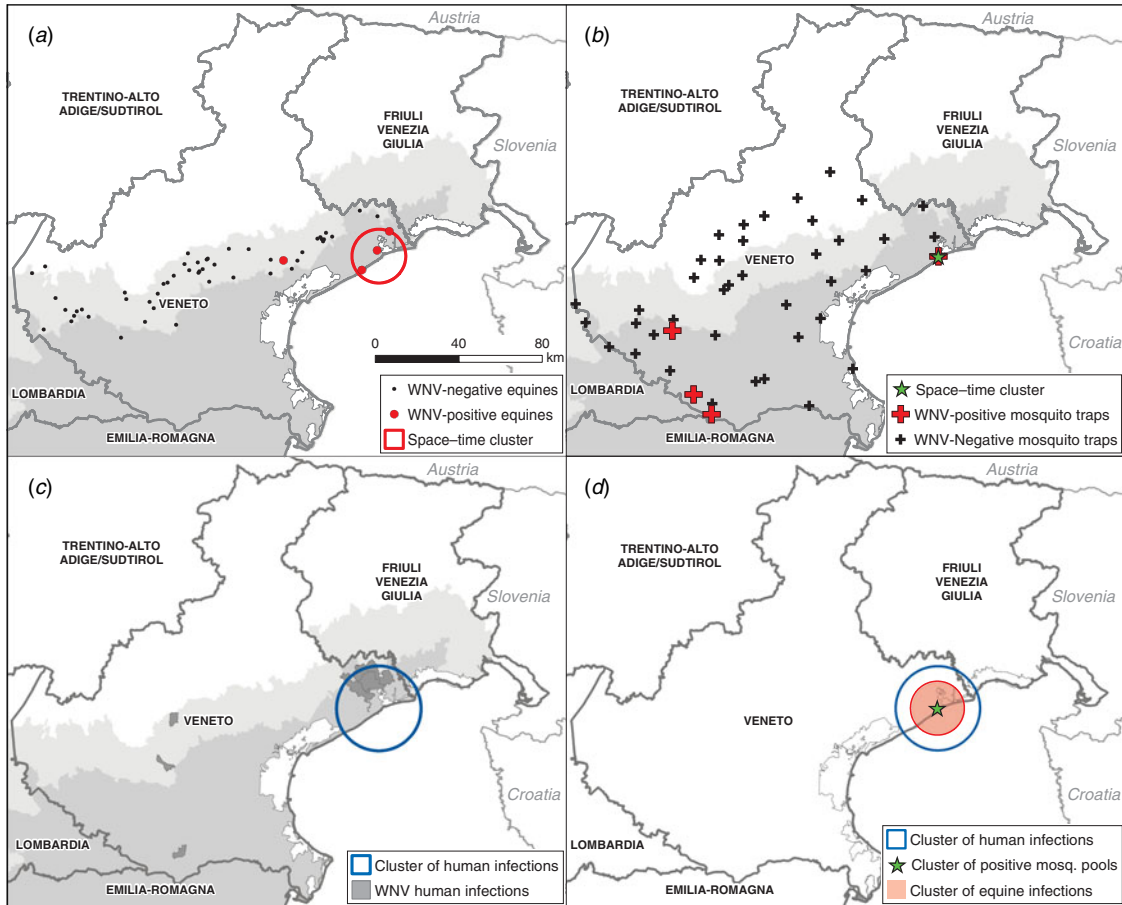 (a)
Austria
TRENTINO-ALTO
ADIGE/SUDTIROL
FRIULI
VENEZIA
GIULIA
Slovenia
VENETO
0 40 80
km
LOMBARDIA
EMILIA-ROMAGNA
WNV-negative equines
WNV-positive equines
Space–time cluster
(b)
Austria
TRENTINO-ALTO
ADIGE/SUDTIROL
FRIULI
VENEZIA
GIULIA
Slovenia
VENETO
Croatia
LOMBARDIA
EMILIA-ROMAGNA
Space–time cluster
WNV-positive mosquito traps
WNV-Negative mosquito traps
(c)
Austria
TRENTINO-ALTO
ADIGE/SUDTIROL
FRIULI
VENEZIA
GIULIA
Slovenia
VENETO
Croatia
LOMBARDIA
EMILIA-ROMAGNA
Cluster of human infections
WNV human infections
(d)
Austria
TRENTINO-ALTO
ADIGE/SUDTIROL
FRIULI
VENEZIA
GIULIA
Slovenia
VENETO
Croatia
LOMBARDIA
EMILIA-ROMAGNA
Cluster of human infections
Cluster of positive mosq. pools
Cluster of equine infections